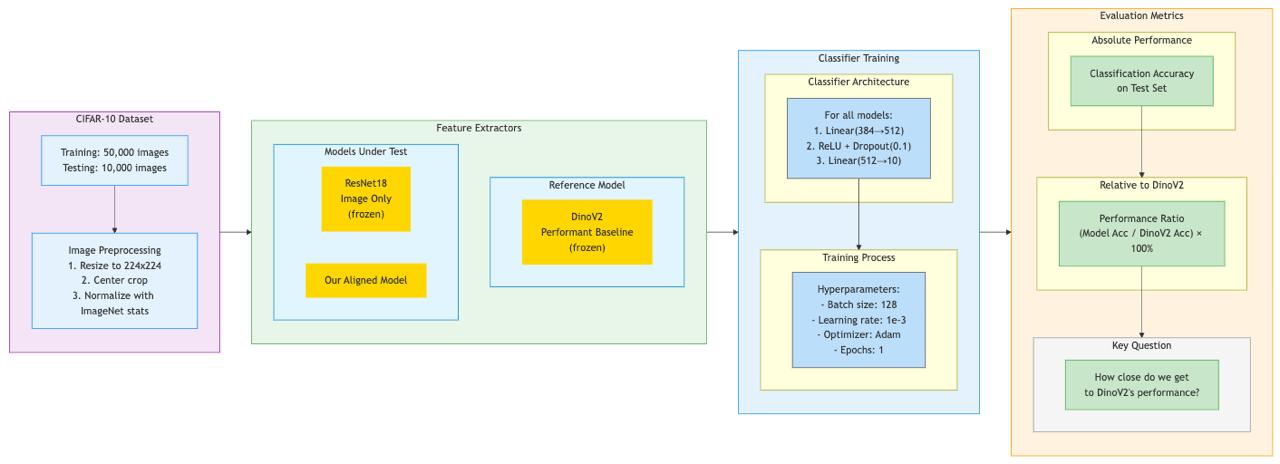 CIFAR-10 Dataset
Training: 50,000 images
Testing: 10,000 images
Image Preprocessing
1. Resize to 224x224
2. Center crop
3. Normalize with
ImageNet stats
Feature Extractors
Models Under Test
ResNet18
Image Only
(frozen)
Our Aligned Model
Reference Model
DinoV2
Performant Baseline
(frozen)
Classifier Training
Classifier Architecture
For all models:
1. Linear(384→512)
2. ReLU + Dropout(0.1)
3. Linear(512→10)
Training Process
Hyperparameters:
- Batch size: 128
- Learning rate: 1e-3
- Optimizer: Adam
- Epochs: 1
Evaluation Metrics
Absolute Performance
Classification Accuracy
on Test Set
Relative to DinoV2
Performance Ratio
(Model Acc / DinoV2 Acc) ×
100%
Key Question
How close do we get
to DinoV2's performance?